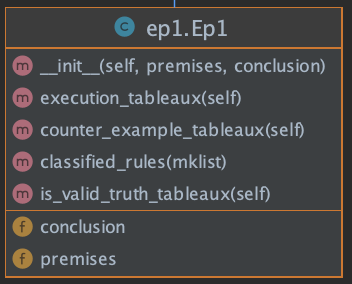 C ep1.Ep1
m __init__(self, premises, conclusion)
m execution_tableaux(self)
m counter_example_tableaux(self)
m classified_rules(mklist)
m is_valid_truth_tableaux(self)
f conclusion
f premises